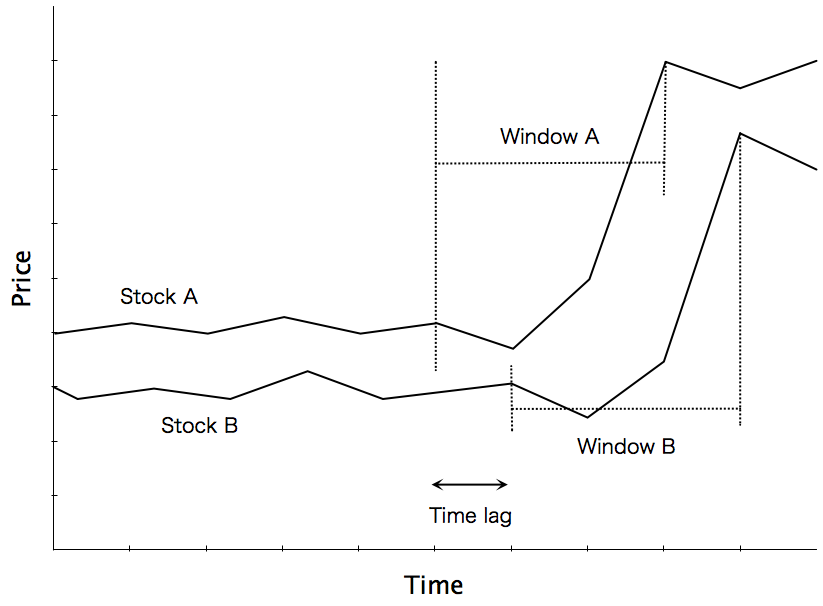 Window A
Price
Stock A
Stock B
Window B
Time lag
Time